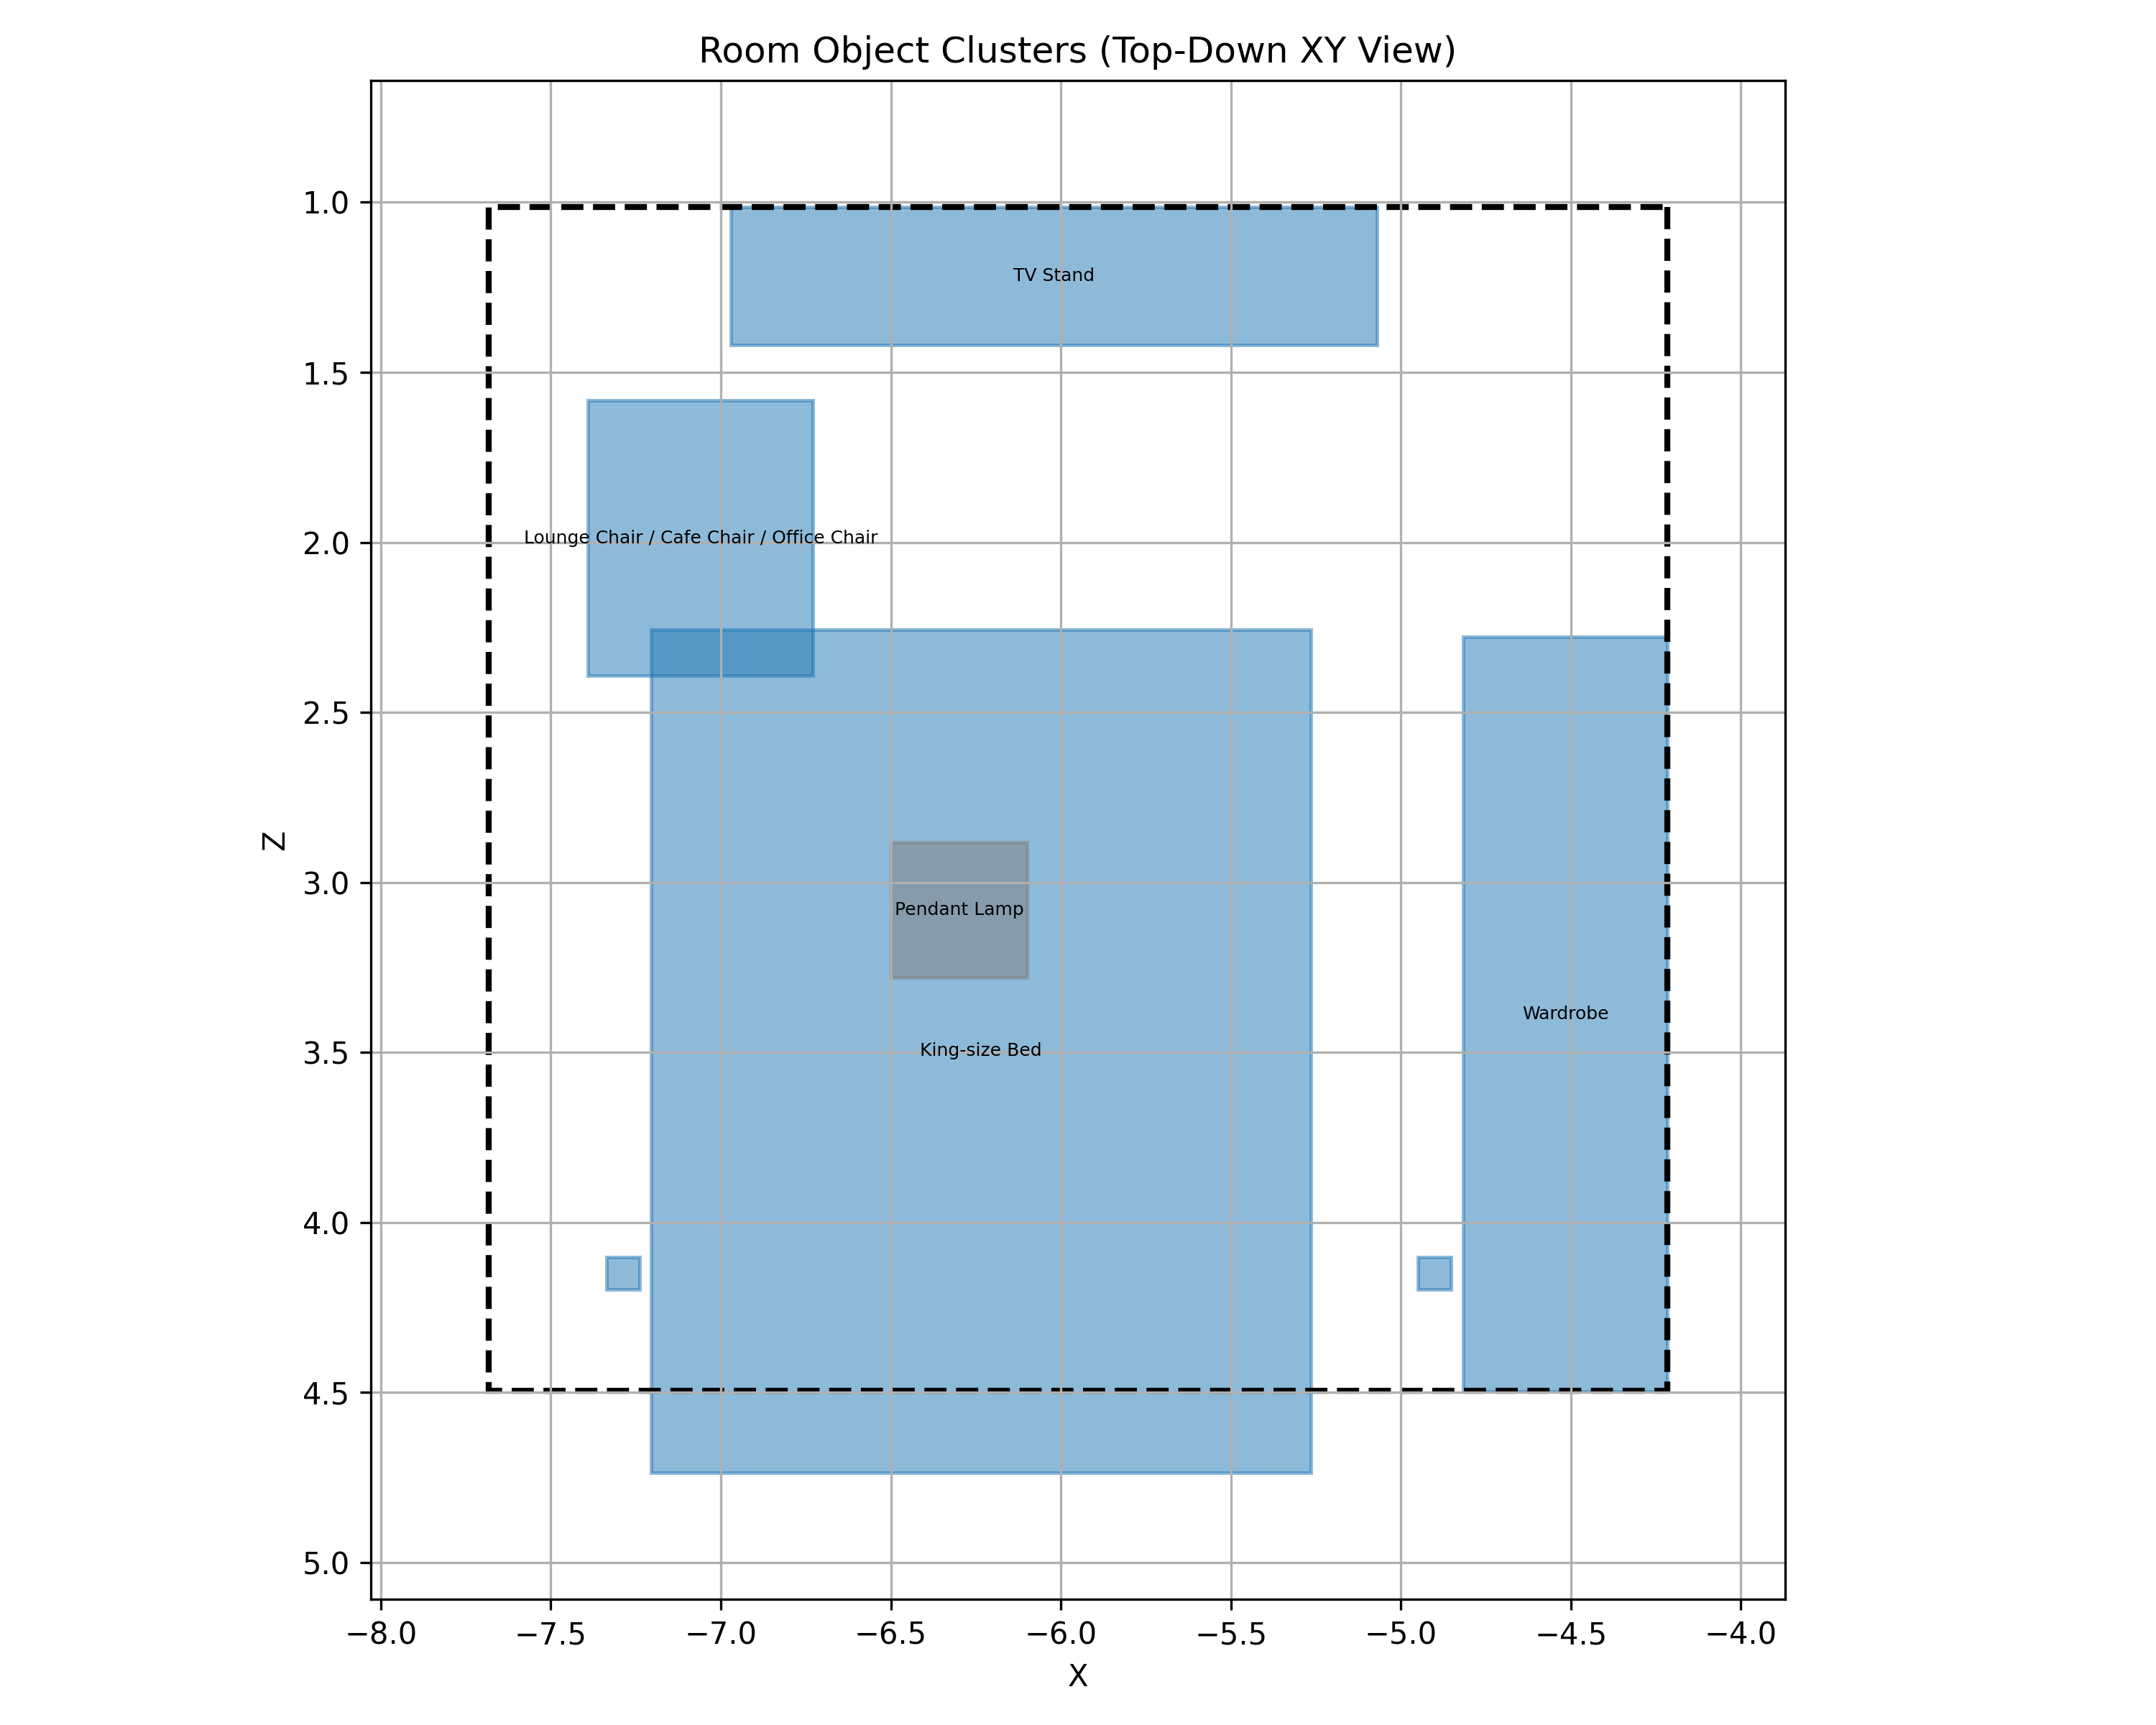 Room Object Clusters (Top-Down XY View)
1.0
TV Stand
1.5
Lounge Chair / Cafe Chair / Office Chair
2.0
2.5
Z
3.0
Pendant Lamp
Wardrobe
3.5
King-size Bed
4.0
4.5
5.0
−8.0 −7.5 −7.0 −6.5 −6.0 −5.5 −5.0 −4.5 −4.0
X